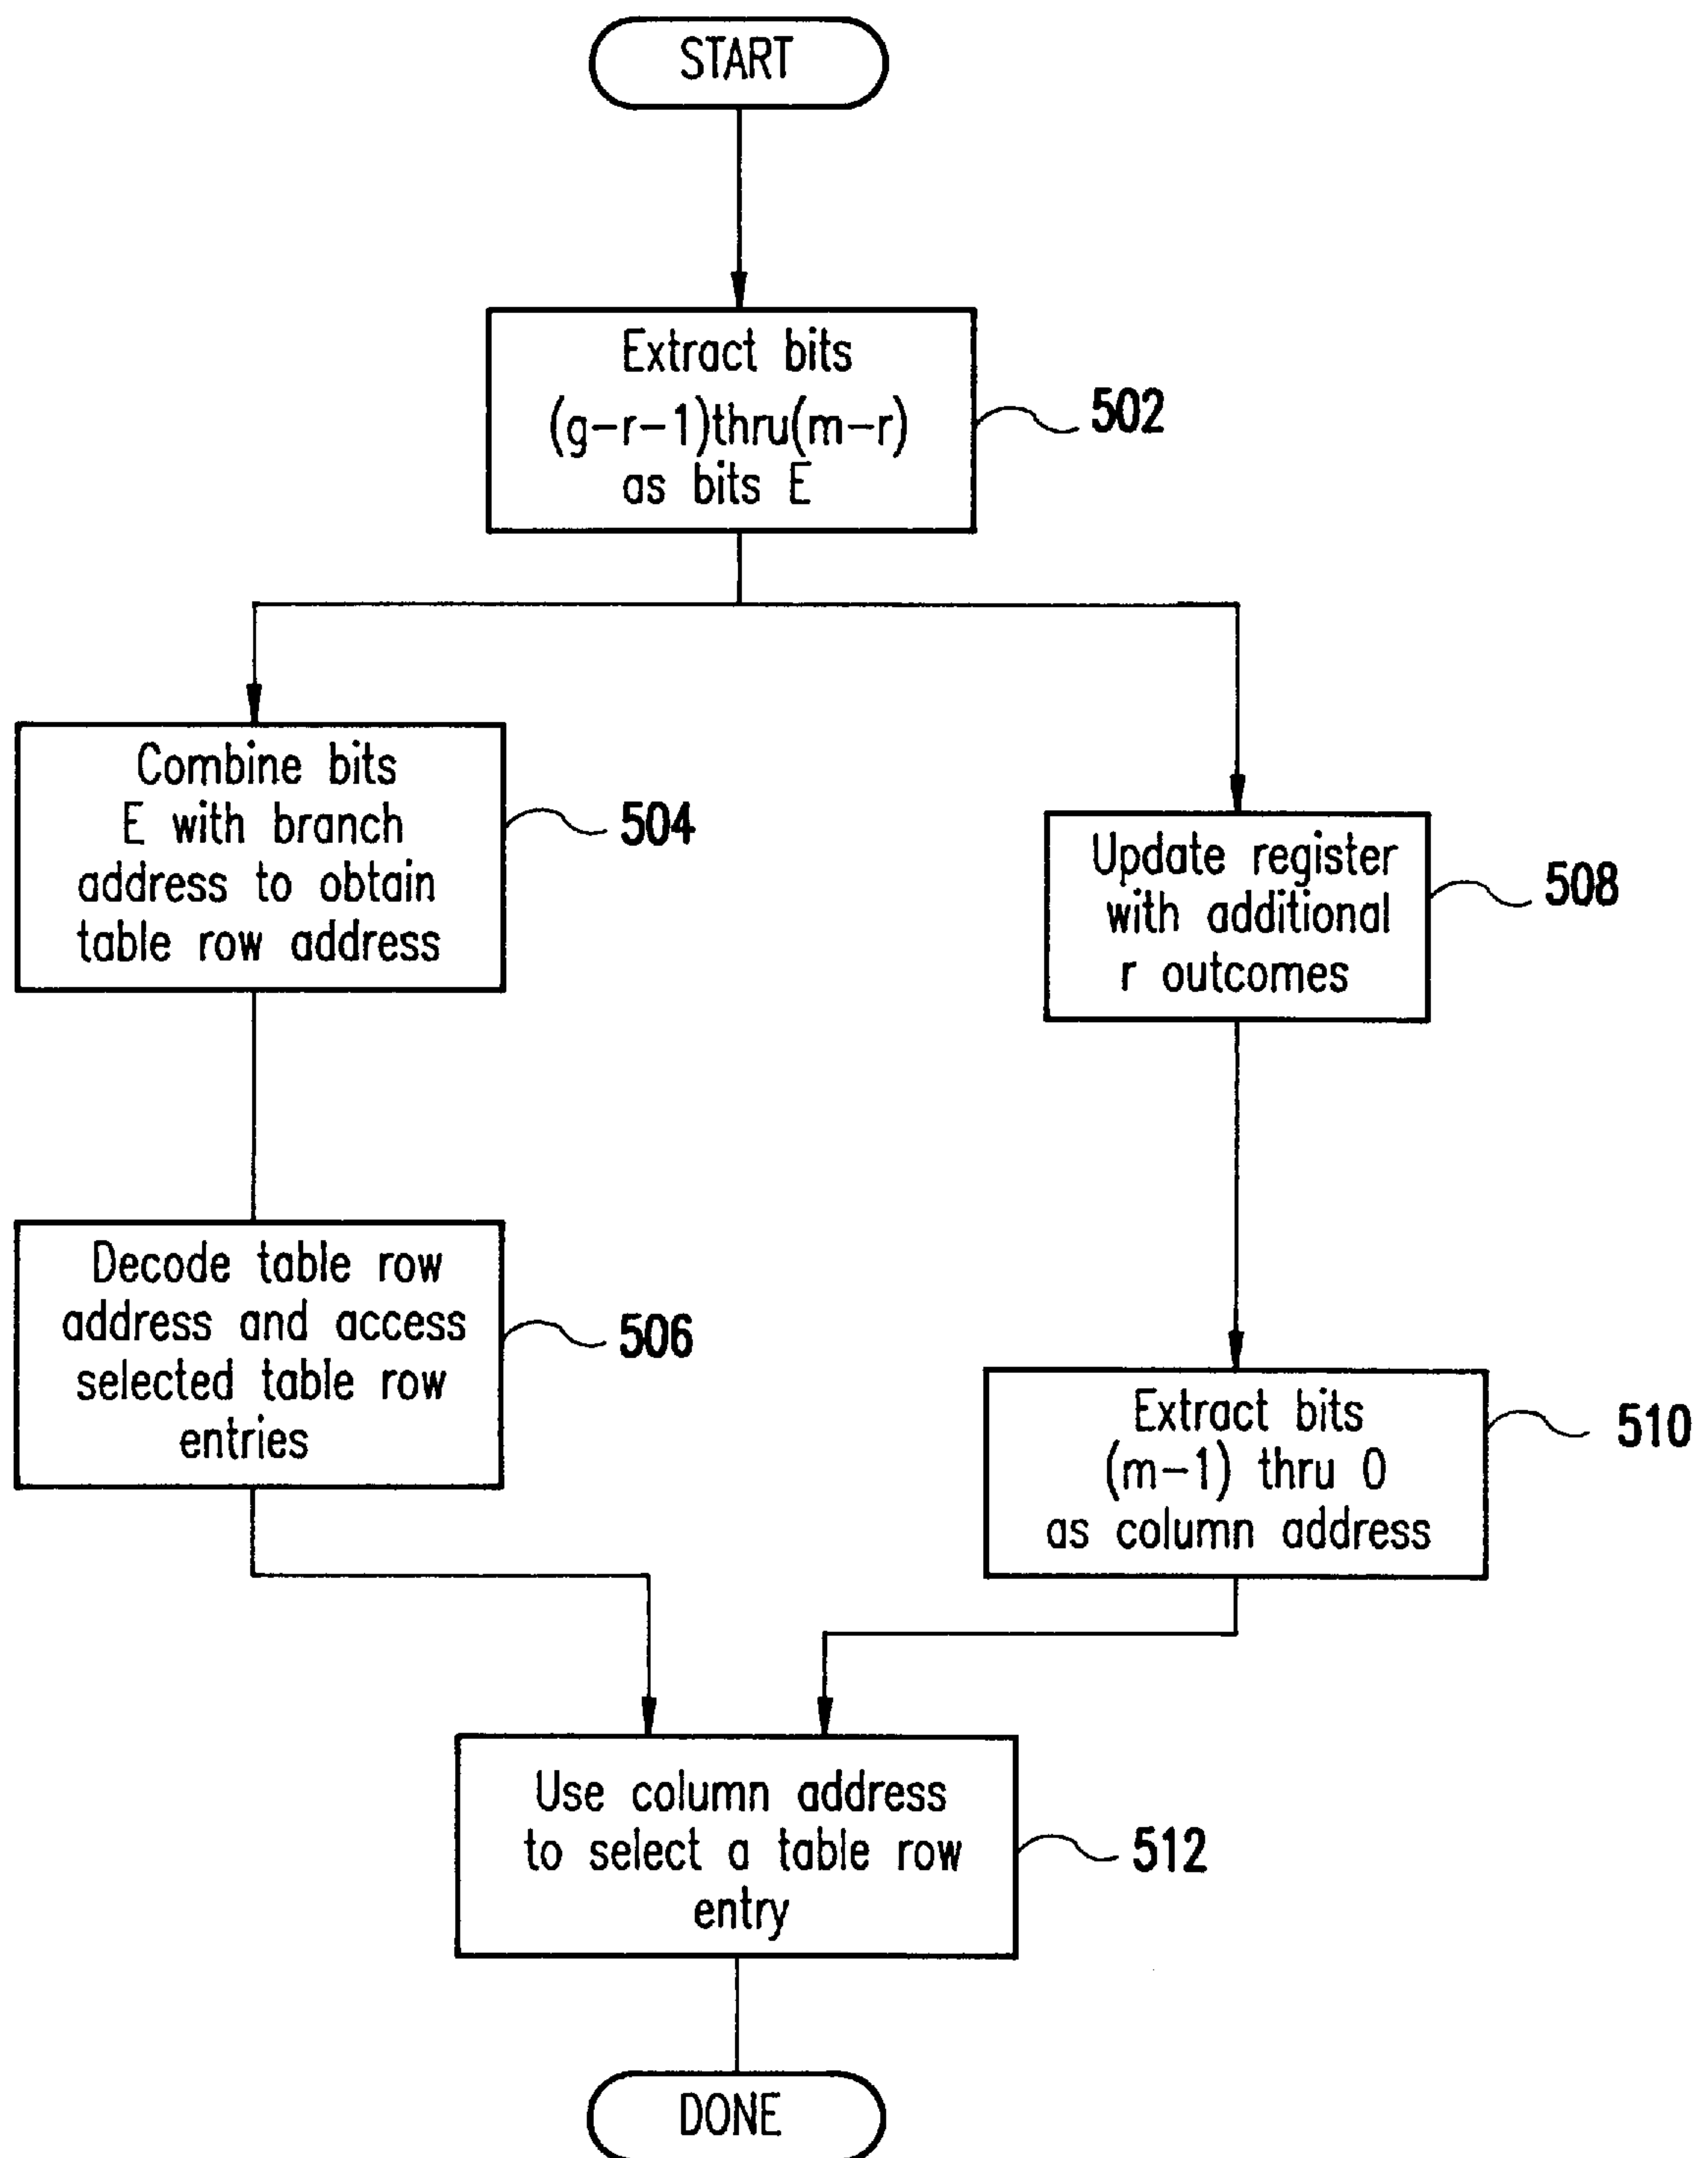 START
Extract bits
(g-r-1)thru(m-r)
as bits E
502
Combine bits
E with branch
address to obtain
table row address
504
Update register
with additional
r outcomes
508
Decode table row
address and access
selected table row
entries
506
Extract bits
(m-1) thru 0
as column address
510
Use column address
to select a table row
entry
512
DONE